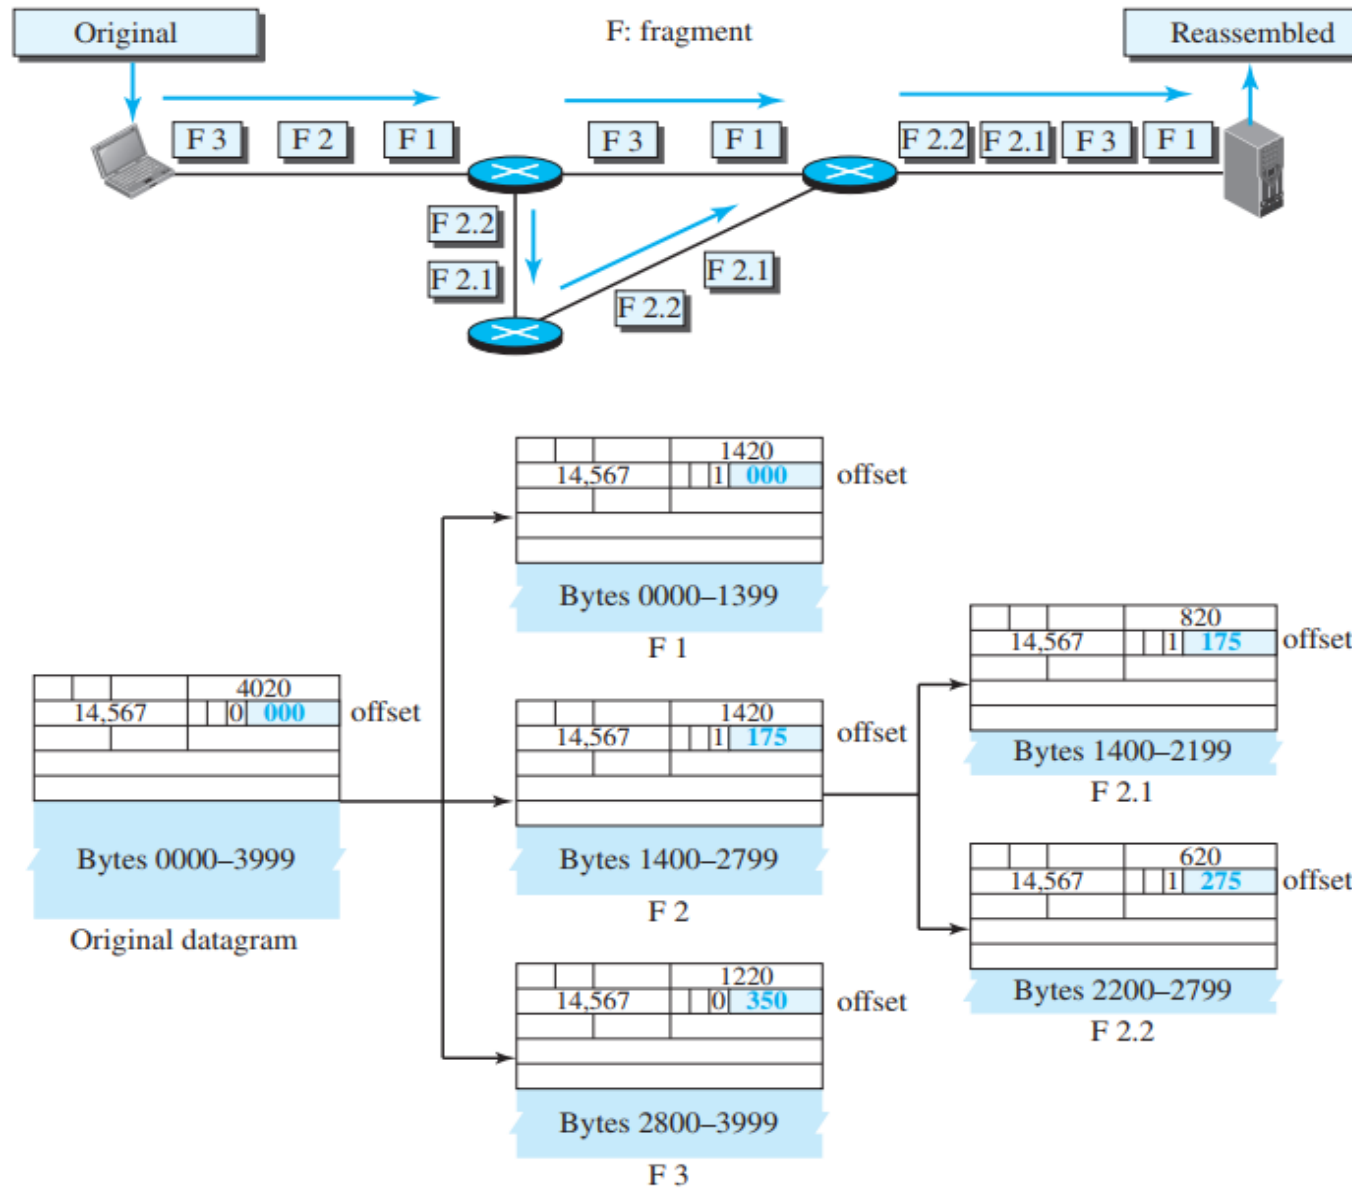 Original
F: fragment
Reassembled
F 3 F 2 F 1 F 3 F 1 F 2.2 F 2.1 F 3 F 1
F 2.2
F 2.1
F 2.1
F 2.2
1420
14,567 1 000 offset
Bytes 0000–1399
F 1
4020
14,567 0 000 offset
Bytes 0000–3999
Original datagram
1420
14,567 1 175 offset
Bytes 1400–2799
F 2
1220
14,567 0 350 offset
Bytes 2800–3999
F 3
820
14,567 1 175 offset
Bytes 1400–2199
F 2.1
620
14,567 1 275 offset
Bytes 2200–2799
F 2.2